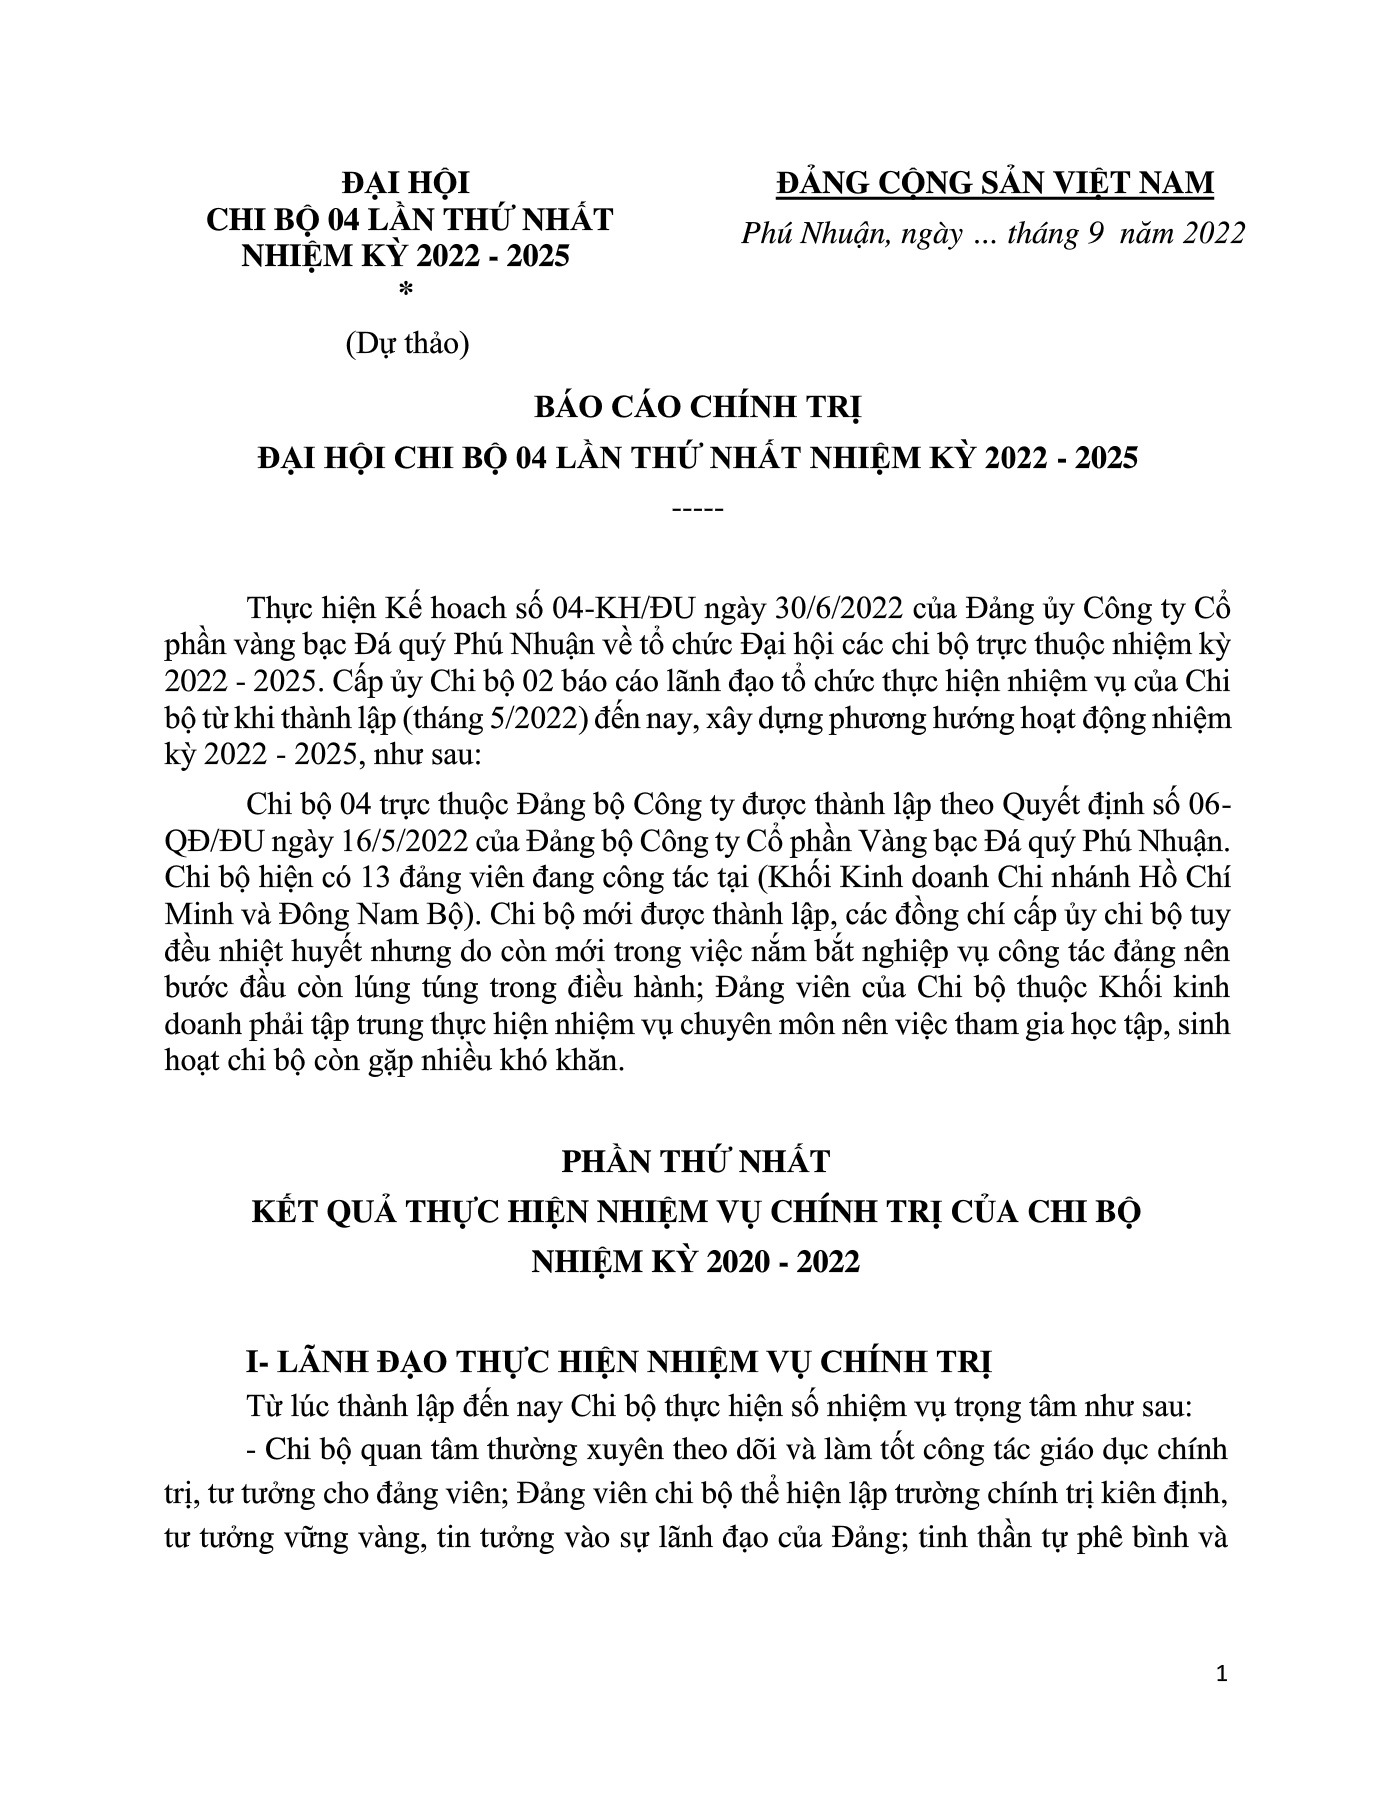 ĐẠI HỘI
CHI BỘ 04 LẦN THỨ NHẤT
NHIỆM KỲ 2022 - 2025
*
(Dự thảo)
ĐẢNG CỘNG SẢN VIỆT NAM
Phú Nhuận, ngày ... tháng 9 năm 2022
BÁO CÁO CHÍNH TRỊ
ĐẠI HỘI CHI BỘ 04 LẦN THỨ NHẤT NHIỆM KỲ 2022 - 2025
-----
Thực hiện Kế hoach số 04-KH/ĐU ngày 30/6/2022 của Đảng ủy Công ty Cổ
phần vàng bạc Đá quý Phú Nhuận về tổ chức Đại hội các chi bộ trực thuộc nhiệm kỳ
2022 - 2025. Cấp ủy Chi bộ 02 báo cáo lãnh đạo tổ chức thực hiện nhiệm vụ của Chi
bộ từ khi thành lập (tháng 5/2022) đến nay, xây dựng phương hướng hoạt động nhiệm
kỳ 2022 - 2025, như sau:
Chi bộ 04 trực thuộc Đảng bộ Công ty được thành lập theo Quyết định số 06-
QĐ/ĐU ngày 16/5/2022 của Đảng bộ Công ty Cổ phần Vàng bạc Đá quý Phú Nhuận.
Chi bộ hiện có 13 đảng viên đang công tác tại (Khối Kinh doanh Chi nhánh Hồ Chí
Minh và Đông Nam Bộ). Chi bộ mới được thành lập, các đồng chí cấp ủy chi bộ tuy
đều nhiệt huyết nhưng do còn mới trong việc nắm bắt nghiệp vụ công tác đảng nên
bước đầu còn lúng túng trong điều hành; Đảng viên của Chi bộ thuộc Khối kinh
doanh phải tập trung thực hiện nhiệm vụ chuyên môn nên việc tham gia học tập, sinh
hoạt chi bộ còn gặp nhiều khó khăn.
PHẦN THỨ NHẤT
KẾT QUẢ THỰC HIỆN NHIỆM VỤ CHÍNH TRỊ CỦA CHI BỘ
NHIỆM KỲ 2020 - 2022
I- LÃNH ĐẠO THỰC HIỆN NHIỆM VỤ CHÍNH TRỊ
Từ lúc thành lập đến nay Chi bộ thực hiện số nhiệm vụ trọng tâm như sau:
- Chi bộ quan tâm thường xuyên theo dõi và làm tốt công tác giáo dục chính
trị, tư tưởng cho đảng viên; Đảng viên chi bộ thể hiện lập trường chính trị kiên định,
tư tưởng vững vàng, tin tưởng vào sự lãnh đạo của Đảng; tinh thần tự phê bình và
1